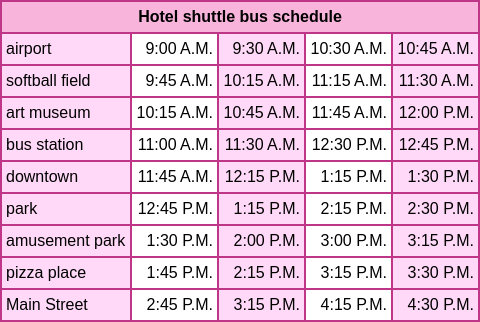 Hotel shuttle bus schedule
airport 9:00 A.M. 9:30 A.M. 10:30 A.M. 10:45 A.M.
softball field 9:45 A.M. 10:15 A.M. 11:15 A.M. 11:30 A.M.
art museum 10:15 A.M. 10:45 A.M. 11:45 A.M. 12:00 P.M.
bus station 11:00 A.M. 11:30 A.M. 12:30 P.M. 12:45 P.M.
downtown 11:45 A.M. 12:15 P.M. 1:15 P.M. 1:30 P.M.
park 12:45 P.M. 1:15 P.M. 2:15 P.M. 2:30 P.M.
amusement park 1:30 P.M. 2:00 P.M. 3:00 P.M. 3:15 P.M.
pizza place 1:45 P.M. 2:15 P.M. 3:15 P.M. 3:30 P.M.
Main Street 2:45 P.M. 3:15 P.M. 4:15 P.M. 4:30 P.M.